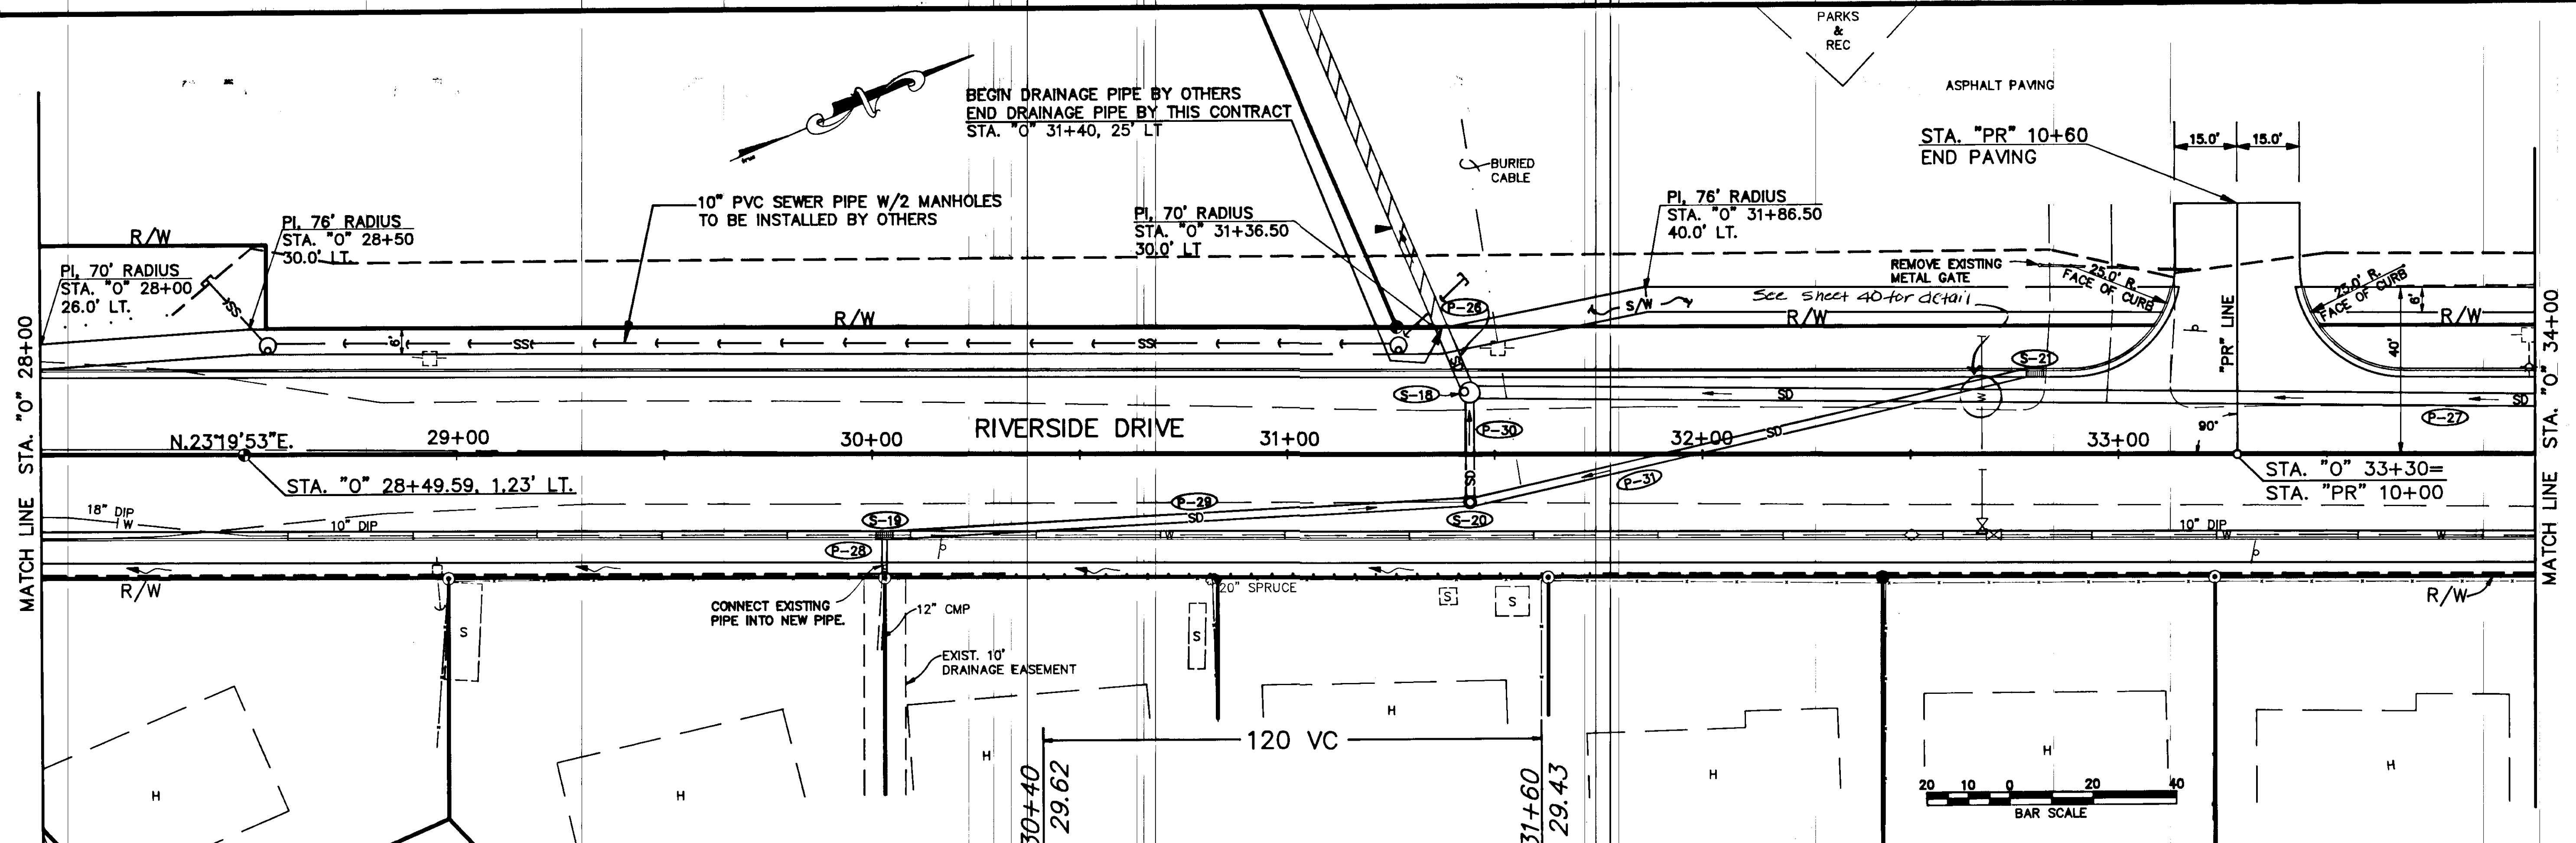 PARKS
&
REC
ASPHALT PAVING
BEGIN DRAINAGE PIPE BY OTHERS
END DRAINAGE PIPE BY THIS CONTRACT
STA. "O" 31+40, 25' LT
BURIED
CABLE
STA. "PR" 10+60
END PAVING
15.0'
15.0'
10" PVC SEWER PIPE W/2 MANHOLES
TO BE INSTALLED BY OTHERS
PI, 76' RADIUS
STA. "O" 28+50
30.0' LT.
R/W
PI, 70' RADIUS
STA. "O" 28+00
26.0' LT.
SS
PI, 70' RADIUS
STA. "O" 31+36.50
30.0' LT
PI, 76' RADIUS
STA. "O" 31+86.50
40.0' LT.
REMOVE EXISTING
METAL GATE
See sheet 40 for detail
25.0' R.
FACE OF CURB
25.0' R.
FACE OF CURB
6'
R/W
S/W
P-26
R/W
R/W
6'
SS
SS
SD
S-21
"PR" LINE
40'
MATCH LINE STA. "O" 28+00
MATCH LINE STA. "O" 34+00
S-18
SD
W
SD
SD
P-27
N.23°19'53"E.
29+00
30+00
RIVERSIDE DRIVE
31+00
P-30
32+00
SD
33+00
90°
STA. "O" 28+49.59, 1.23' LT.
SD
P-31
STA. "O" 33+30=
STA. "PR" 10+00
18" DIP
W
10" DIP
P-29
SD
S-19
S-20
10" DIP
W
W
W
P-28
R/W
R/W
CONNECT EXISTING
PIPE INTO NEW PIPE.
12" CMP
20" SPRUCE
S
S
S
S
EXIST. 10'
DRAINAGE EASEMENT
H
H
H
H
H
H
H
120 VC
30+40
29.62
31+60
29.43
20 10 0 20 40
BAR SCALE